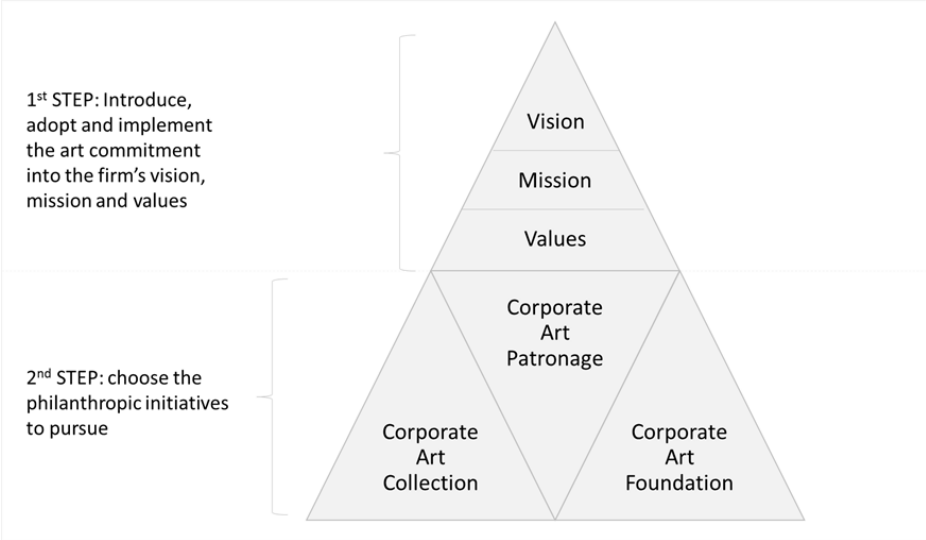 1st STEP: Introduce,
adopt and implement
the art commitment
into the firm's vision,
mission and values
Vision
Mission
Values
2nd STEP: choose the
philanthropic initiatives
to pursue
Corporate
Art
Patronage
Corporate
Art
Collection
Corporate
Art
Foundation